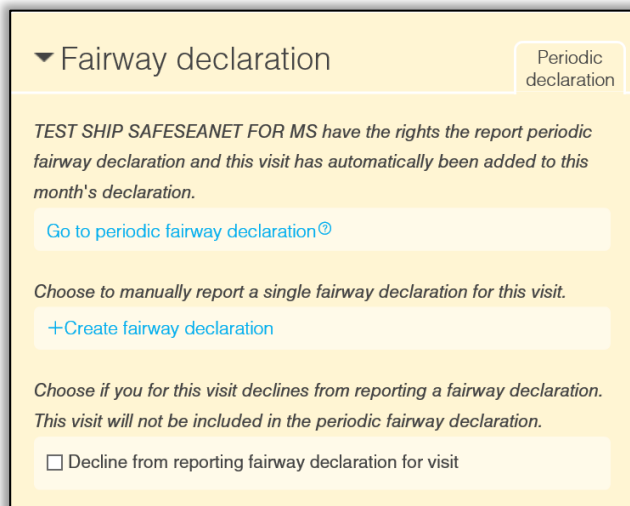 Fairway declaration
Periodic
declaration
TEST SHIP SAFESEANET FOR MS have the rights the report periodic
fairway declaration and this visit has automatically been added to this
month's declaration.
Go to periodic fairway declaration?
Choose to manually report a single fairway declaration for this visit.
+Create fairway declaration
Choose if you for this visit declines from reporting a fairway declaration.
This visit will not be included in the periodic fairway declaration.
Decline from reporting fairway declaration for visit